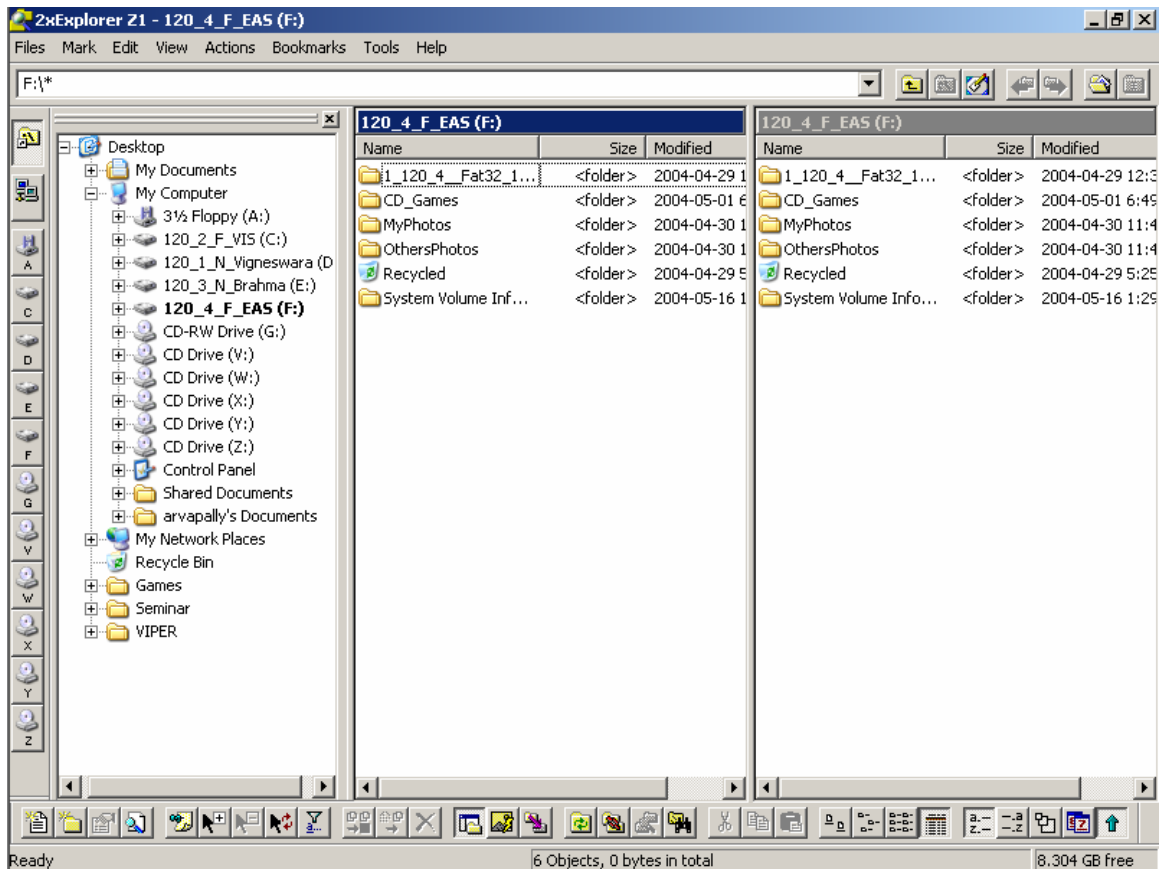 2xExplorer Z1 - 120_4_F_EAS (F:)
Files Mark Edit View Actions Bookmarks Tools Help
F:\*
Desktop
My Documents
My Computer
3½ Floppy (A:)
120_2_F_VIS (C:)
120_1_N_Vigneswara (D
120_3_N_Brahma (E:)
120_4_F_EAS (F:)
CD-RW Drive (G:)
CD Drive (V:)
CD Drive (W:)
CD Drive (X:)
CD Drive (Y:)
CD Drive (Z:)
Control Panel
Shared Documents
arvapally's Documents
My Network Places
Recycle Bin
Games
Seminar
VIPER
A
C
D
E
F
G
V
W
X
Y
Z
120_4_F_EAS (F:)
Name Size Modified
1_120_4__Fat32_1... <folder> 2004-04-29 1
CD_Games <folder> 2004-05-01 6
MyPhotos <folder> 2004-04-30 1
OthersPhotos <folder> 2004-04-30 1
Recycled <folder> 2004-04-29 5
System Volume Inf... <folder> 2004-05-16 1
120_4_F_EAS (F:)
Name Size Modified
1_120_4__Fat32_1... <folder> 2004-04-29 12:3
CD_Games <folder> 2004-05-01 6:49
MyPhotos <folder> 2004-04-30 11:4
OthersPhotos <folder> 2004-04-30 11:4
Recycled <folder> 2004-04-29 5:25
System Volume Info... <folder> 2004-05-16 1:29
Ready 6 Objects, 0 bytes in total 8.304 GB free